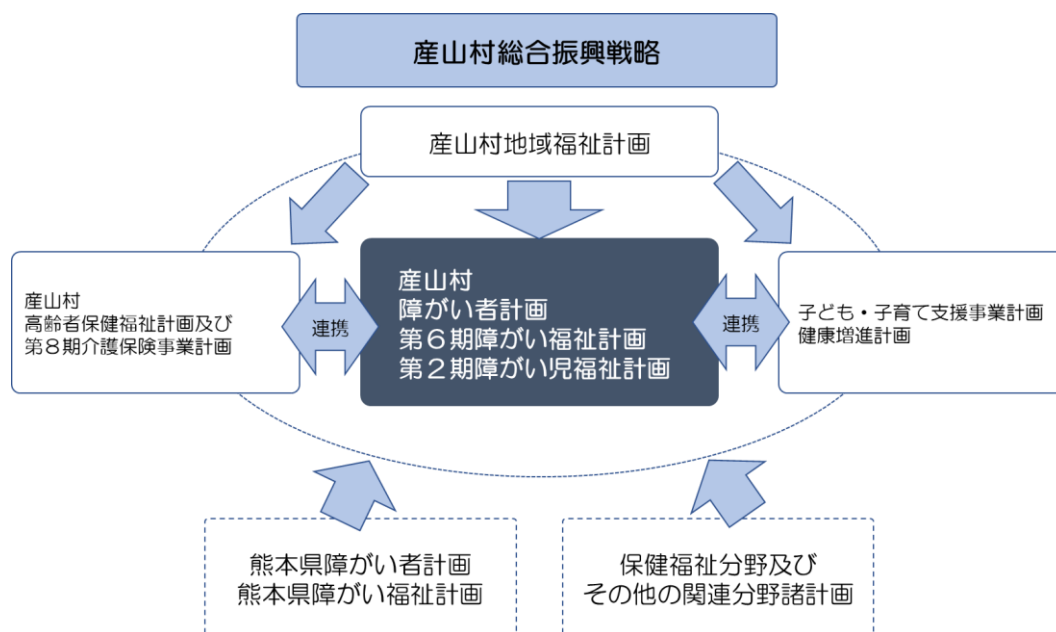 産山村総合振興戦略
産山村地域福祉計画
産山村
高齢者保健福祉計画及び
第８期介護保険事業計画
連携
産山村
障がい者計画
第６期障がい福祉計画
第２期障がい児福祉計画
連携
子ども・子育て支援事業計画
健康増進計画
熊本県障がい者計画
熊本県障がい福祉計画
保健福祉分野及び
その他の関連分野諸計画